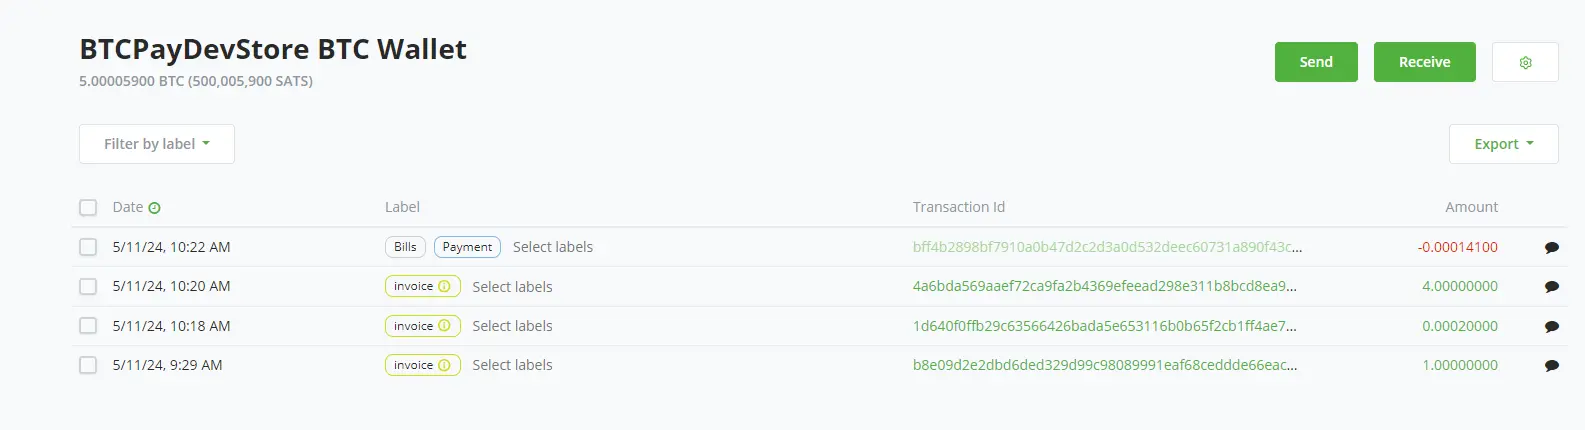 BTCPayDevStore BTC Wallet
5.00005900 BTC (500,005,900 SATS)
Send Receive
Filter by label Export
Date Label Transaction Id Amount
5/11/24, 10:22 AM Bills Payment Select labels bff4b2898bf7910a0b47d2c2d3a0d532deec60731a890f43c... -0.00014100
5/11/24, 10:20 AM invoice Select labels 4a6bda569aaef72ca9fa2b4369efeead298e311b8bcd8ea9... 4.00000000
5/11/24, 10:18 AM invoice Select labels 1d640f0ffb29c63566426bada5e653116b0b65f2cb1ff4ae7... 0.00020000
5/11/24, 9:29 AM invoice Select labels b8e09d2e2dbd6ded329d99c98089991eaf68ceddde66eac... 1.00000000